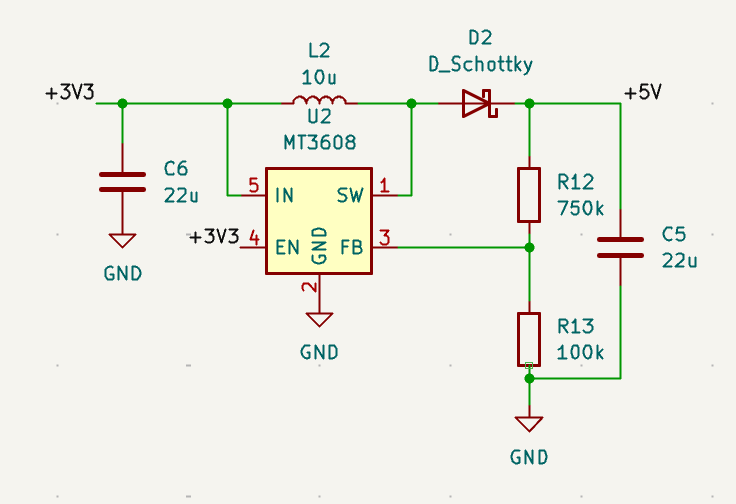 D2
D_Schottky
L2
10u
+3V3
+5V
U2
MT3608
C6
22u
5
IN
SW
1
R12
750k
+3V3
4
EN
GND
FB
3
C5
22u
GND
2
R13
100k
GND
GND